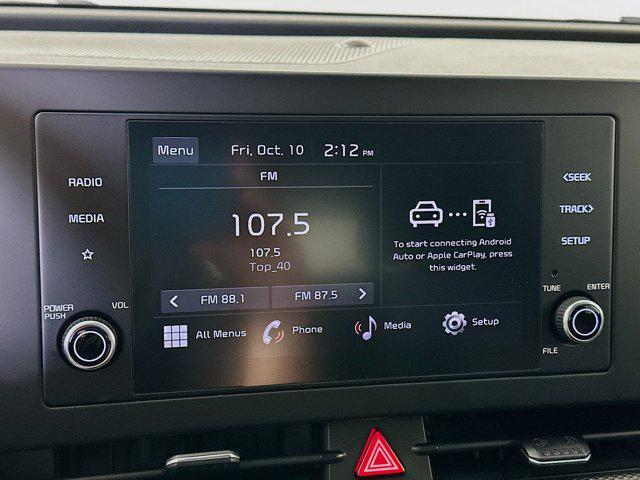 Menu Fri, Oct. 10 2:12 PM
FM
107.5
107.5
Top_40
To start connecting Android
Auto or Apple CarPlay, press
this widget.
< FM 88.1 FM 87.5 >
All Menus Phone Media Setup
RADIO
MEDIA
☆
POWER
PUSH
VOL
<SEEK
TRACK>
SETUP
TUNE
ENTER
FILE